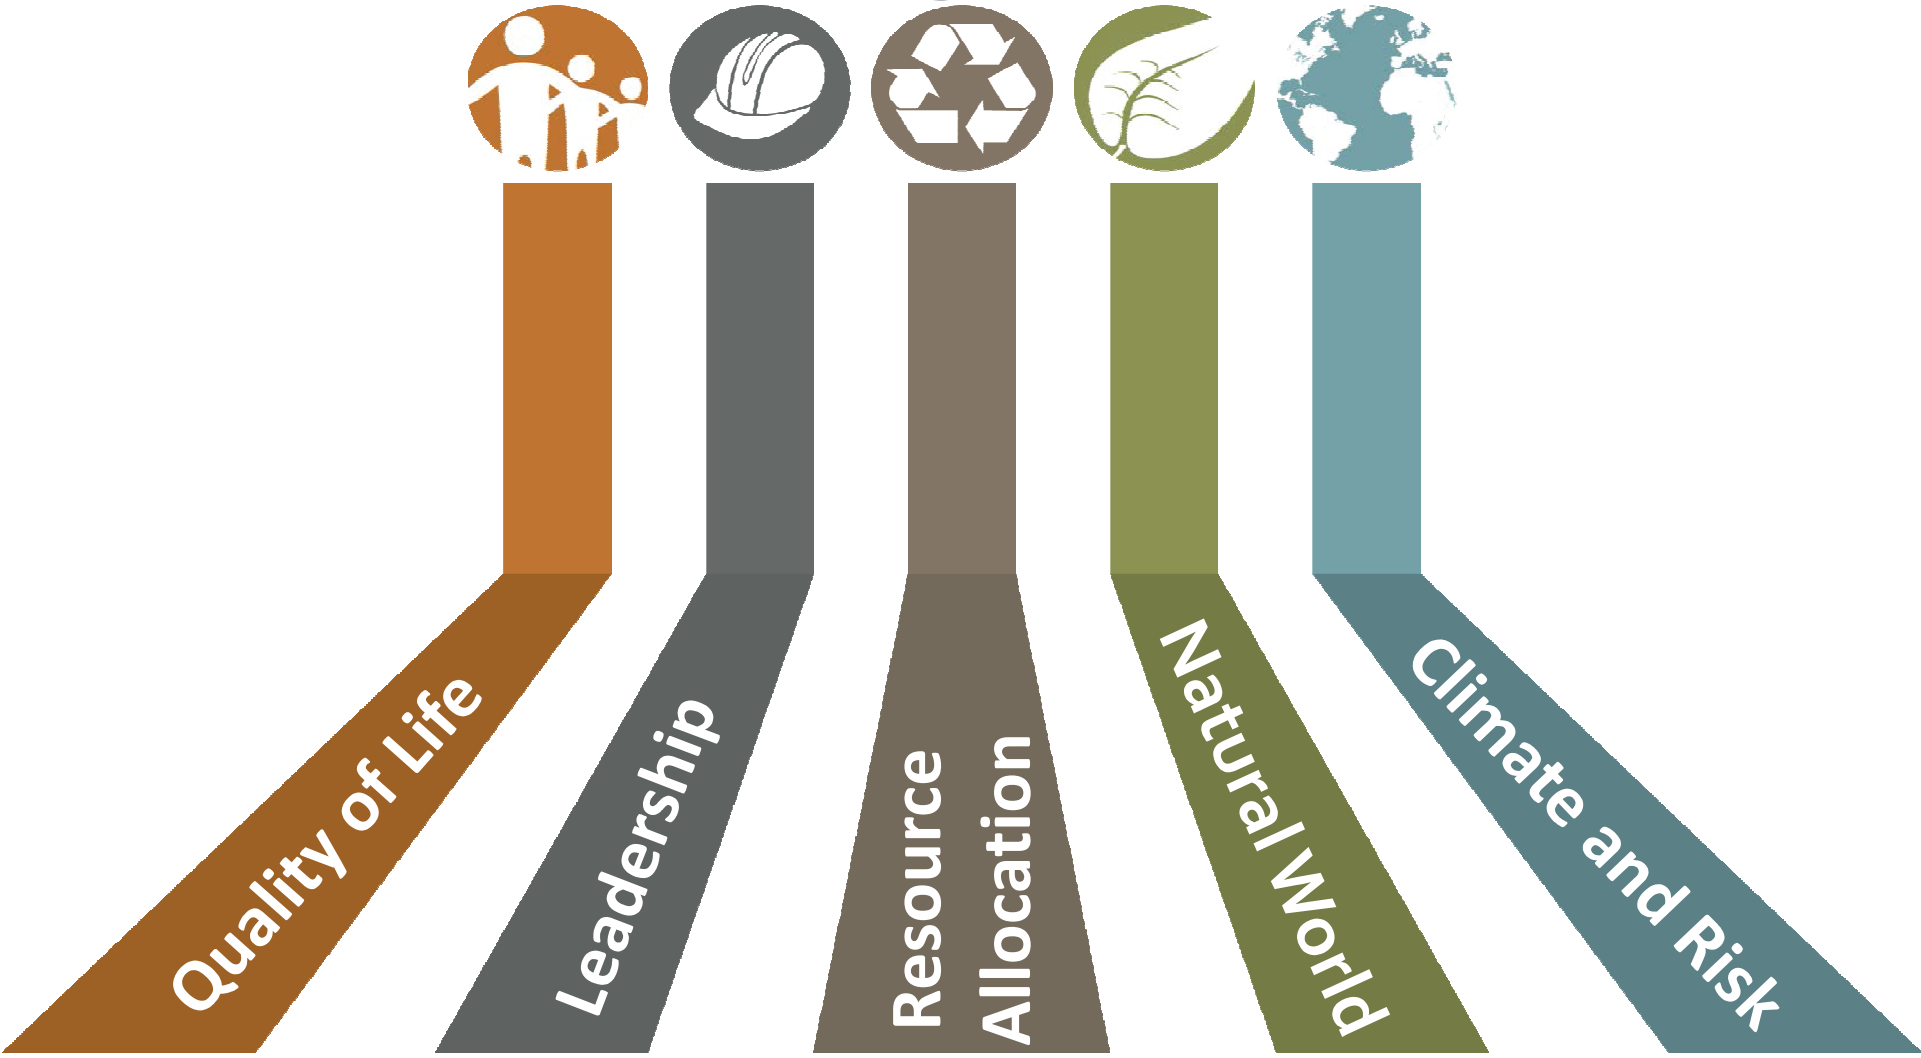 Quality of Life
Leadership
Resource
Allocation
Natural World
Climate and Risk